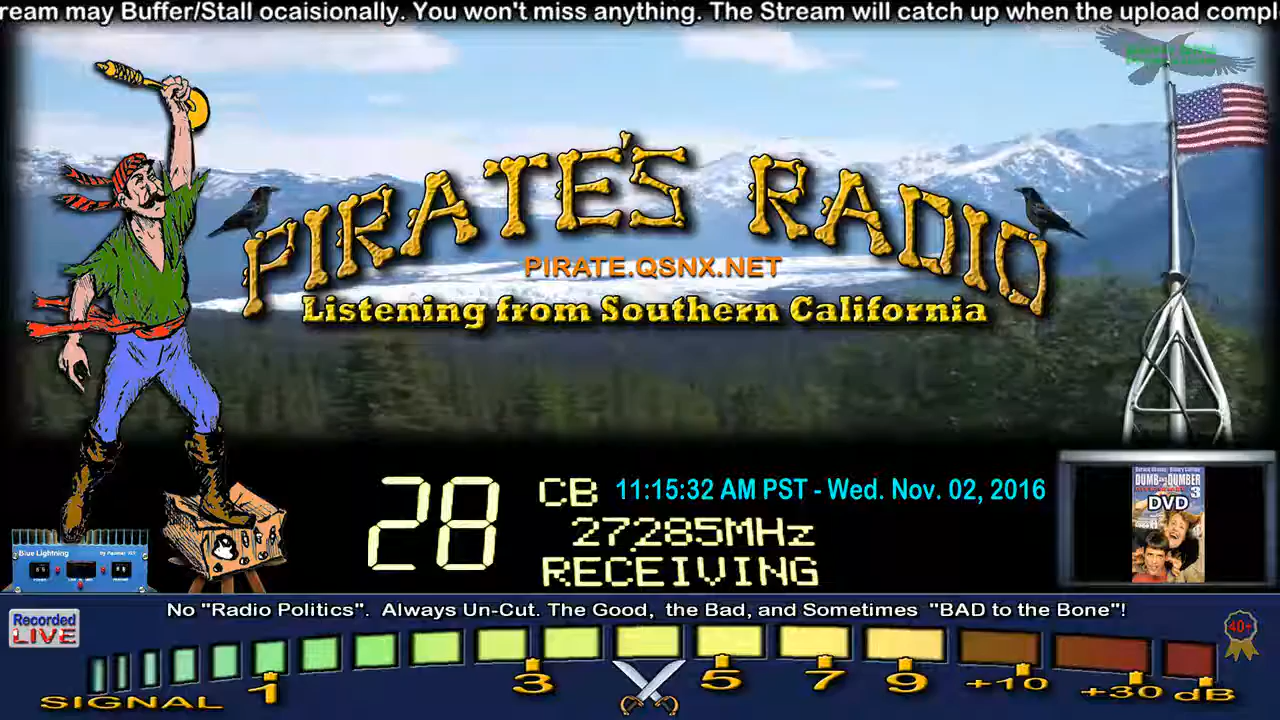 ream may Buffer/Stall ocaisionally. You won't miss anything. The Stream will catch up when the upload compl
PIRATE'S RADIO
PIRATE.QSNX.NET
Listening from Southern California
28
CB
11:15:32 AM PST - Wed. Nov. 02, 2016
27.285MHz
RECEIVING
DUMB AND DUMBER
3
DVD
Blue Lightning
No "Radio Politics". Always Un-Cut. The Good, the Bad, and Sometimes "BAD to the Bone"!
Recorded
LIVE
40+
SIGNAL 1 3 5 7 9 +10 +30 dB